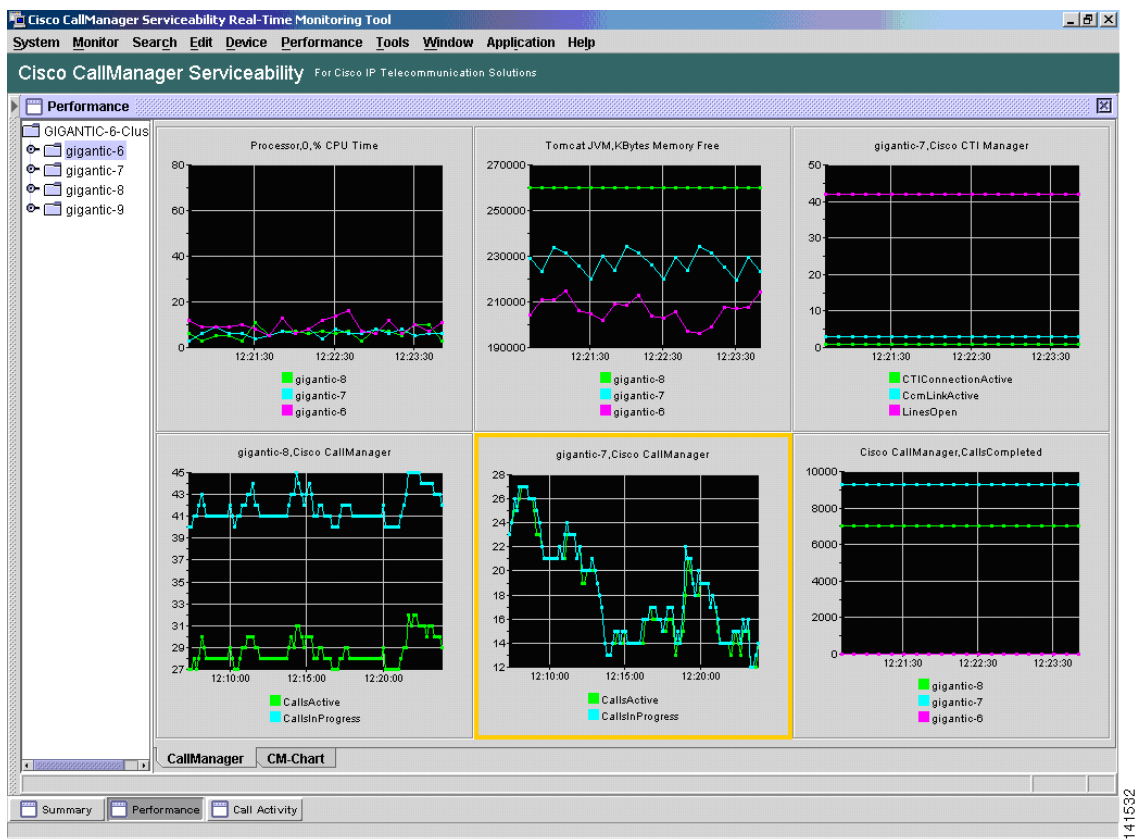 Cisco CallManager Serviceability Real-Time Monitoring Tool
System Monitor Search Edit Device Performance Tools Window Application Help
Cisco CallManager Serviceability For Cisco IP Telecommunication Solutions
Performance
GIGANTIC-6-Clus
gigantic-6
gigantic-7
gigantic-8
gigantic-9
Processor,0,% CPU Time
80
60
40
20
0
12:21:30 12:22:30 12:23:30
gigantic-8
gigantic-7
gigantic-6
Tomcat JVM,KBytes Memory Free
270000
250000
230000
210000
190000
12:21:30 12:22:30 12:23:30
gigantic-8
gigantic-7
gigantic-6
gigantic-7,Cisco CTI Manager
50
40
30
20
10
0
12:21:30 12:22:30 12:23:30
CTIConnectionActive
CcmLinkActive
LinesOpen
gigantic-8,Cisco CallManager
45
43
41
39
37
35
33
31
29
27
12:10:00 12:15:00 12:20:00
CallsActive
CallsInProgress
gigantic-7,Cisco CallManager
28
26
24
22
20
18
16
14
12
12:10:00 12:15:00 12:20:00
CallsActive
CallsInProgress
Cisco CallManager,CallsCompleted
10000
8000
6000
4000
2000
0
12:21:30 12:22:30 12:23:30
gigantic-8
gigantic-7
gigantic-6
CallManager CM-Chart
Summary Performance Call Activity
141532